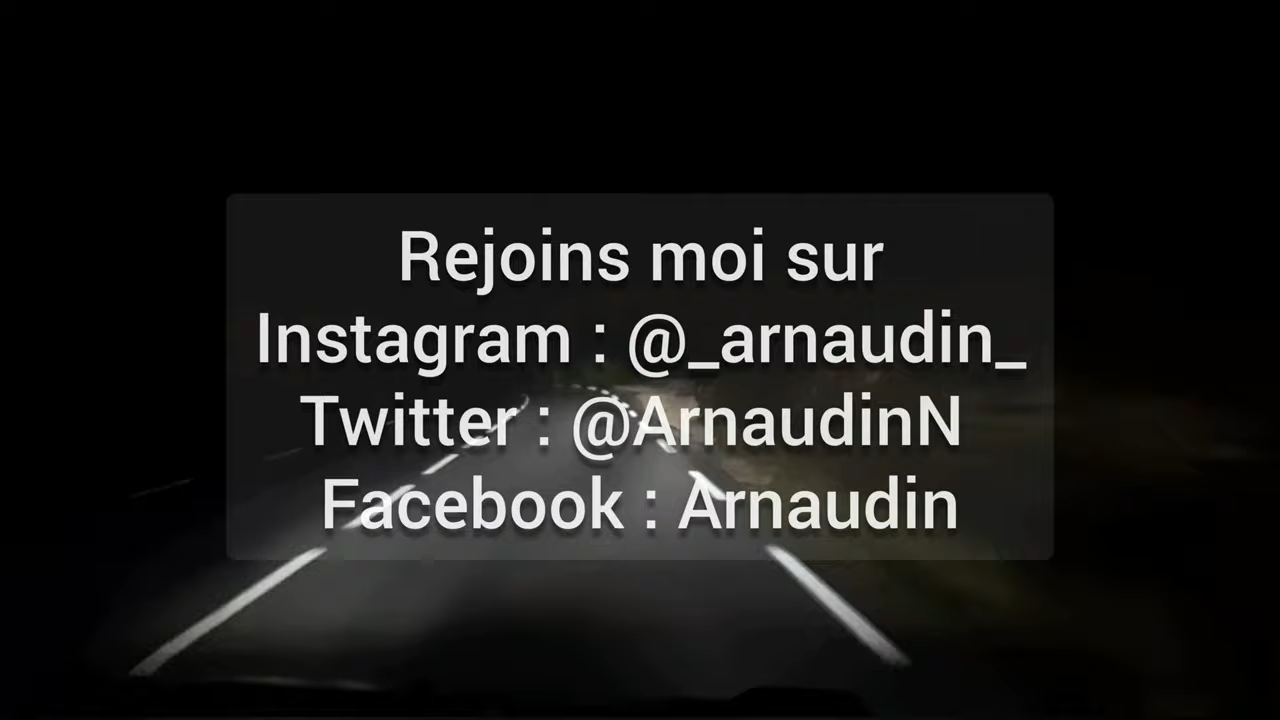 Rejoins moi sur
Instagram : @_arnaudin_
Twitter : @ArnaudinN
Facebook : Arnaudin